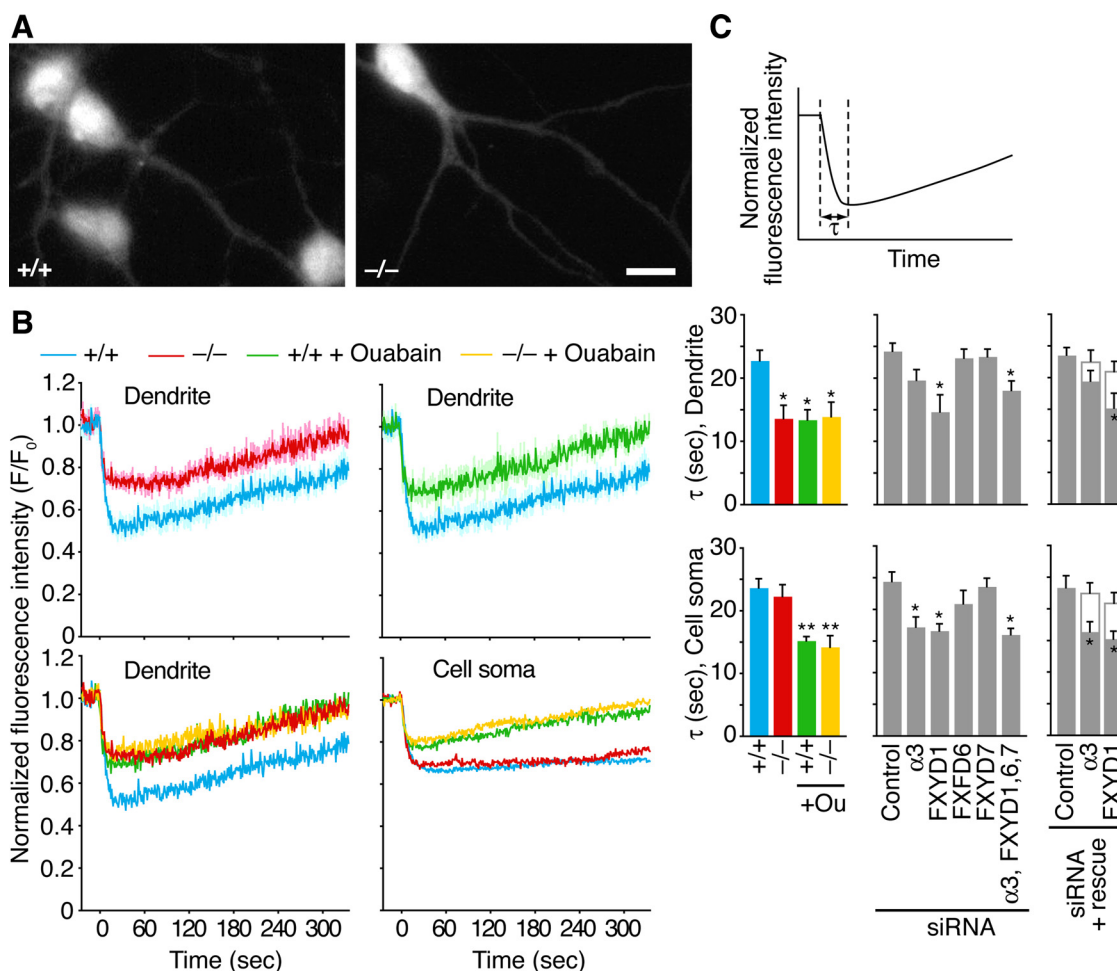 A
+/+
−/−
B
+/+
−/−
+/+ + Ouabain
−/− + Ouabain
Normalized fluorescence intensity (F/F0)
1.2
1.0
0.8
0.6
0.4
0.2
0
Dendrite
Dendrite
1.2
1.0
0.8
0.6
0.4
0.2
0
Dendrite
Cell soma
0 60 120 180 240 300
Time (sec)
0 60 120 180 240 300
Time (sec)
C
Normalized
fluorescence intensity
τ
Time
τ (sec), Dendrite
30
20
10
0
* * *
* *
*
τ (sec), Cell soma
30
20
10
0
** **
* * *
* *
+/+
−/−
+/+
−/−
+Ou
Control
α3
FXYD1
FXFD6
FXYD7
α3, FXYD1,6,7
siRNA
Control
α3
FXYD1
siRNA
+ rescue